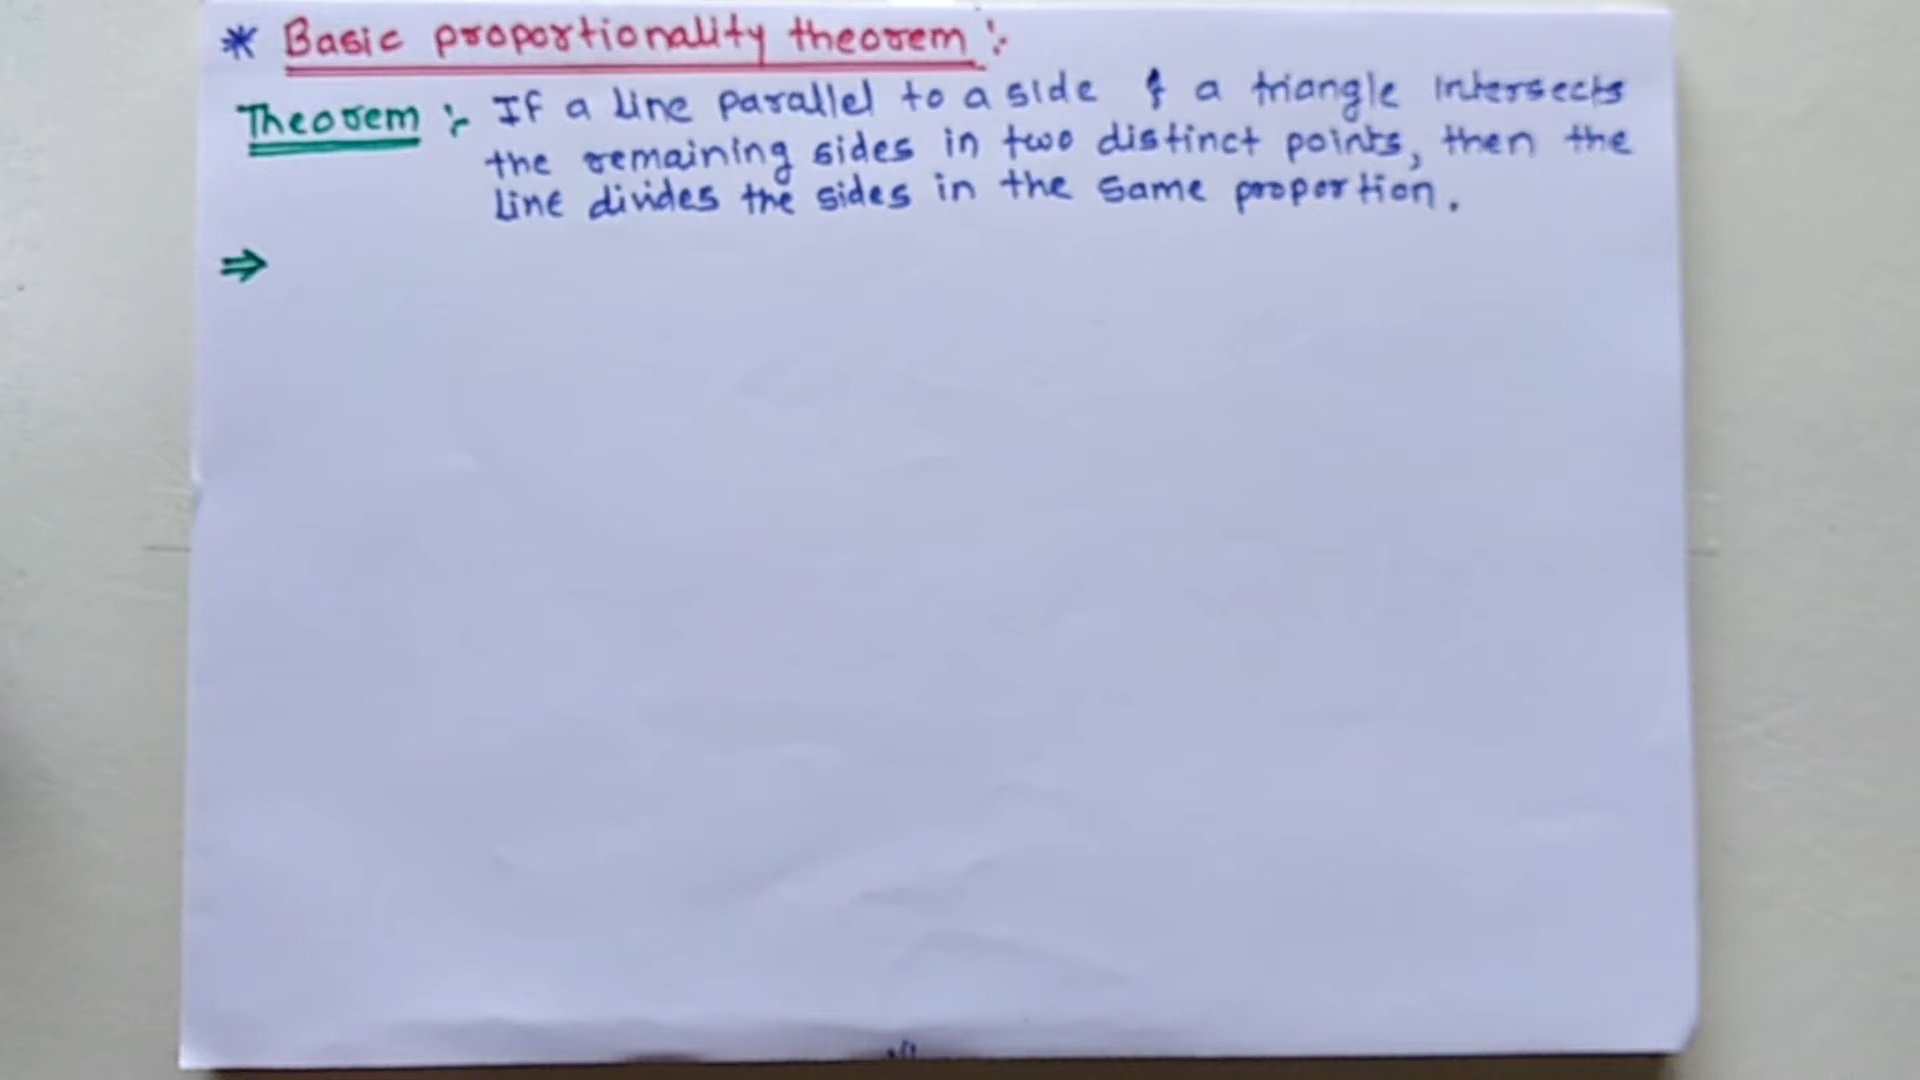 * Basic proportionality theorem :-
Theorem :- If a line parallel to a side of a triangle intersects
the remaining sides in two distinct points, then the
line divides the sides in the same proportion.
⇒